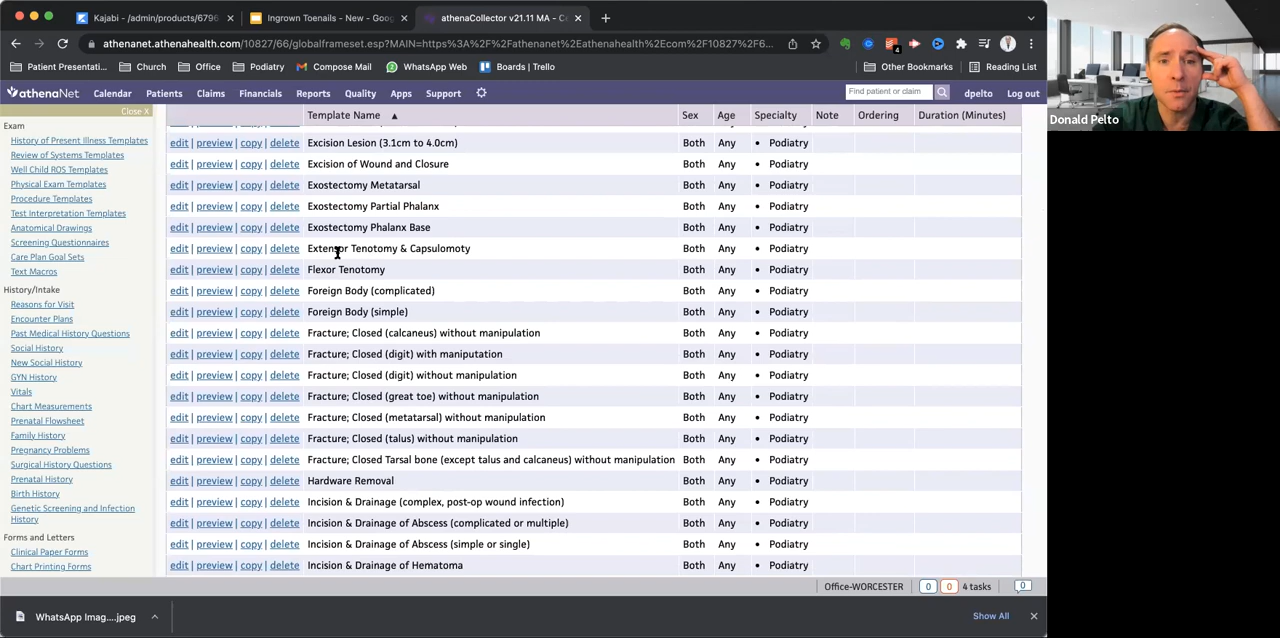 Kajabi - /admin/products/6796
Ingrown Toenails - New - Goog
athenaCollector v21.11 MA - C
athenanet.athenahealth.com/10827/66/globalframeset.esp?MAIN=https%3A%2F%2Fathenanet%2Eathenahealth%2Ecom%2F10827%2F6...
4
Patient Presentati...
Church
Office
Podiatry
Compose Mail
WhatsApp Web
Boards | Trello
Other Bookmarks
Reading List
athenaNet
Calendar
Patients
Claims
Financials
Reports
Quality
Apps
Support
Find patient or claim
dpelto
Log out
Donald Pelto
Close X
Exam
History of Present Illness Templates
Review of Systems Templates
Well Child ROS Templates
Physical Exam Templates
Procedure Templates
Test Interpretation Templates
Anatomical Drawings
Screening Questionnaires
Care Plan Goal Sets
Text Macros
History/Intake
Reasons for Visit
Encounter Plans
Past Medical History Questions
Social History
New Social History
GYN History
Vitals
Chart Measurements
Prenatal Flowsheet
Family History
Pregnancy Problems
Surgical History Questions
Prenatal History
Birth History
Genetic Screening and Infection
History
Forms and Letters
Clinical Paper Forms
Chart Printing Forms
Template Name ▲ Sex Age Specialty Note Ordering Duration (Minutes)
edit | preview | copy | delete Excision Lesion (3.1cm to 4.0cm) Both Any • Podiatry
edit | preview | copy | delete Excision of Wound and Closure Both Any • Podiatry
edit | preview | copy | delete Exostectomy Metatarsal Both Any • Podiatry
edit | preview | copy | delete Exostectomy Partial Phalanx Both Any • Podiatry
edit | preview | copy | delete Exostectomy Phalanx Base Both Any • Podiatry
edit | preview | copy | delete Extensor Tenotomy & Capsulomoty Both Any • Podiatry
edit | preview | copy | delete Flexor Tenotomy Both Any • Podiatry
edit | preview | copy | delete Foreign Body (complicated) Both Any • Podiatry
edit | preview | copy | delete Foreign Body (simple) Both Any • Podiatry
edit | preview | copy | delete Fracture; Closed (calcaneus) without manipulation Both Any • Podiatry
edit | preview | copy | delete Fracture; Closed (digit) with maniputation Both Any • Podiatry
edit | preview | copy | delete Fracture; Closed (digit) without manipulation Both Any • Podiatry
edit | preview | copy | delete Fracture; Closed (great toe) without manipulation Both Any • Podiatry
edit | preview | copy | delete Fracture; Closed (metatarsal) without manipulation Both Any • Podiatry
edit | preview | copy | delete Fracture; Closed (talus) without manipulation Both Any • Podiatry
edit | preview | copy | delete Fracture; Closed Tarsal bone (except talus and calcaneus) without manipulation Both Any • Podiatry
edit | preview | copy | delete Hardware Removal Both Any • Podiatry
edit | preview | copy | delete Incision & Drainage (complex, post-op wound infection) Both Any • Podiatry
edit | preview | copy | delete Incision & Drainage of Abscess (complicated or multiple) Both Any • Podiatry
edit | preview | copy | delete Incision & Drainage of Abscess (simple or single) Both Any • Podiatry
edit | preview | copy | delete Incision & Drainage of Hematoma Both Any • Podiatry
Office-WORCESTER 0 0 4 tasks 0
WhatsApp Imag....jpeg
Show All